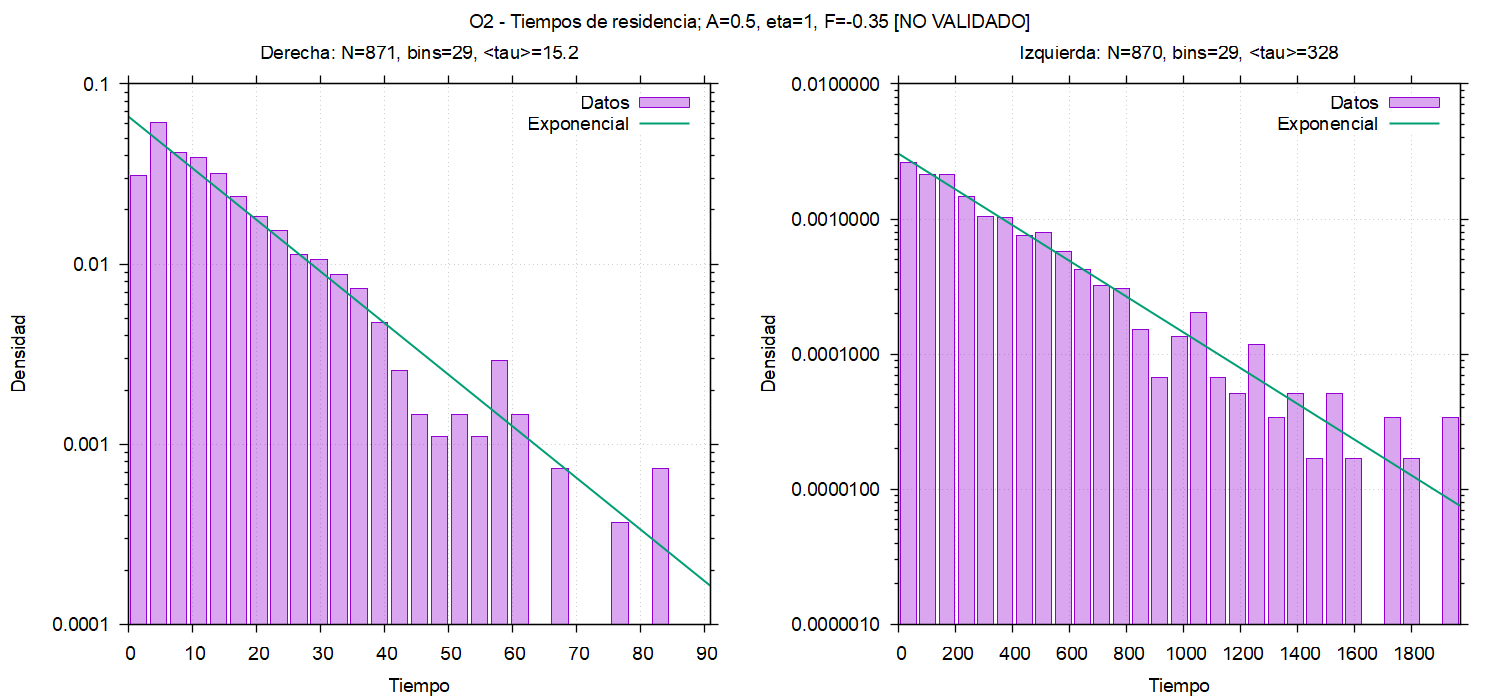 O2 - Tiempos de residencia; A=0.5, eta=1, F=-0.35 [NO VALIDADO]
Derecha: N=871, bins=29, <tau>=15.2
Datos
Exponencial
0.1
0.01
0.001
0.0001
0 10 20 30 40 50 60 70 80 90
Densidad
Tiempo
Izquierda: N=870, bins=29, <tau>=328
Datos
Exponencial
0.0100000
0.0010000
0.0001000
0.0000100
0.0000010
0 200 400 600 800 1000 1200 1400 1600 1800
Densidad
Tiempo